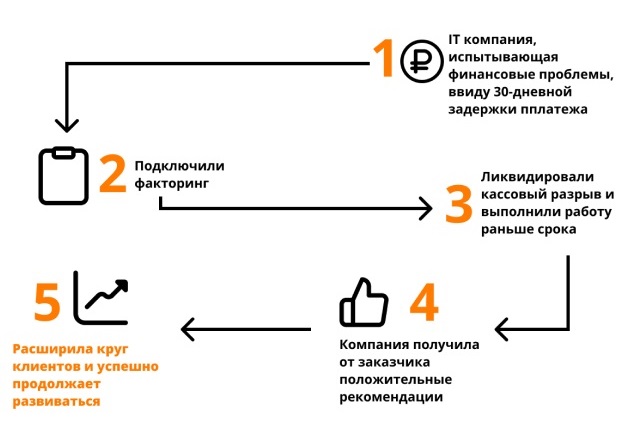 1
IT компания,
испытывающая
финансовые проблемы,
ввиду 30-дневной
задержки пплатежа
2
Подключили
факторинг
3
Ликвидировали
кассовый разрыв и
выполнили работу
раньше срока
4
Компания получила
от заказчика
положительные
рекомендации
5
Расширила круг
клиентов и успешно
продолжает
развиваться